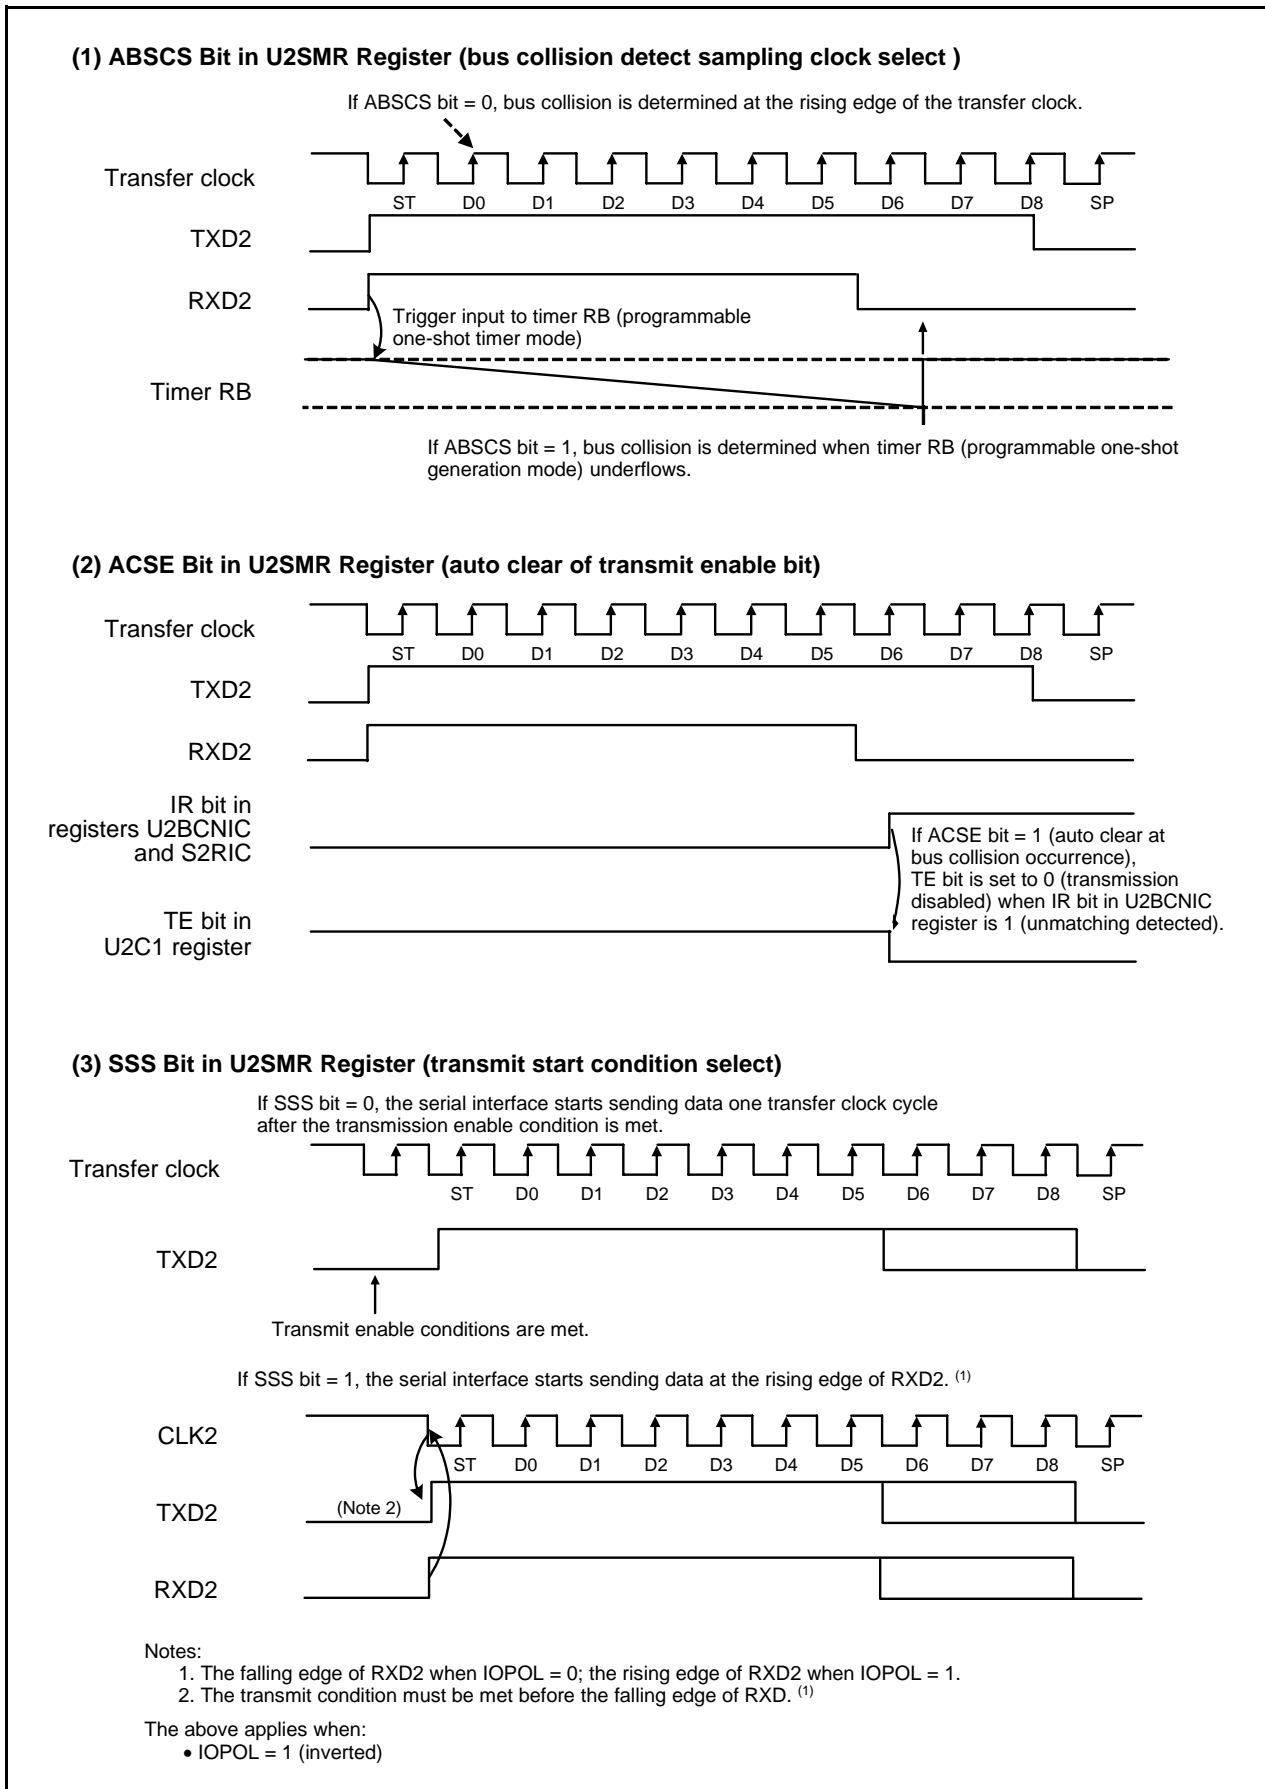 (1) ABSCS Bit in U2SMR Register (bus collision detect sampling clock select )
If ABSCS bit = 0, bus collision is determined at the rising edge of the transfer clock.
Transfer clock
ST D0 D1 D2 D3 D4 D5 D6 D7 D8 SP
TXD2
RXD2
Trigger input to timer RB (programmable
one-shot timer mode)
Timer RB
If ABSCS bit = 1, bus collision is determined when timer RB (programmable one-shot
generation mode) underflows.
(2) ACSE Bit in U2SMR Register (auto clear of transmit enable bit)
Transfer clock
ST D0 D1 D2 D3 D4 D5 D6 D7 D8 SP
TXD2
RXD2
IR bit in
registers U2BCNIC
and S2RIC
If ACSE bit = 1 (auto clear at
bus collision occurrence),
TE bit is set to 0 (transmission
disabled) when IR bit in U2BCNIC
register is 1 (unmatching detected).
TE bit in
U2C1 register
(3) SSS Bit in U2SMR Register (transmit start condition select)
If SSS bit = 0, the serial interface starts sending data one transfer clock cycle
after the transmission enable condition is met.
Transfer clock
ST D0 D1 D2 D3 D4 D5 D6 D7 D8 SP
TXD2
Transmit enable conditions are met.
If SSS bit = 1, the serial interface starts sending data at the rising edge of RXD2. (1)
CLK2
ST D0 D1 D2 D3 D4 D5 D6 D7 D8 SP
TXD2
(Note 2)
RXD2
Notes:
1. The falling edge of RXD2 when IOPOL = 0; the rising edge of RXD2 when IOPOL = 1.
2. The transmit condition must be met before the falling edge of RXD. (1)
The above applies when:
• IOPOL = 1 (inverted)